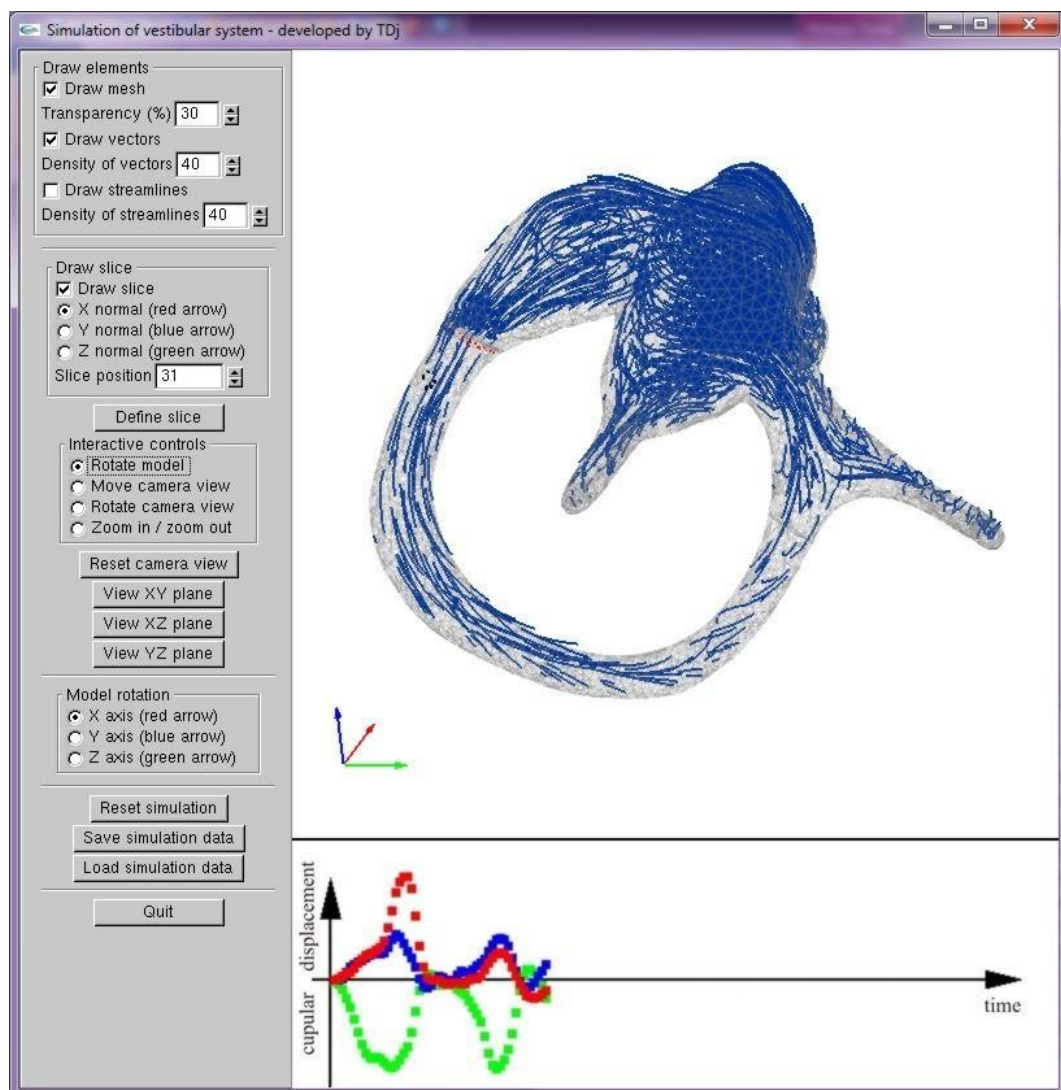 Simulation of vestibular system - developed by TDj
Draw elements
Draw mesh
Transparency (%) 30
Draw vectors
Density of vectors 40
Draw streamlines
Density of streamlines 40
Draw slice
Draw slice
X normal (red arrow)
Y normal (blue arrow)
Z normal (green arrow)
Slice position 31
Define slice
Interactive controls
Rotate model
Move camera view
Rotate camera view
Zoom in / zoom out
Reset camera view
View XY plane
View XZ plane
View YZ plane
Model rotation
X axis (red arrow)
Y axis (blue arrow)
Z axis (green arrow)
Reset simulation
Save simulation data
Load simulation data
Quit
cupular displacement
time